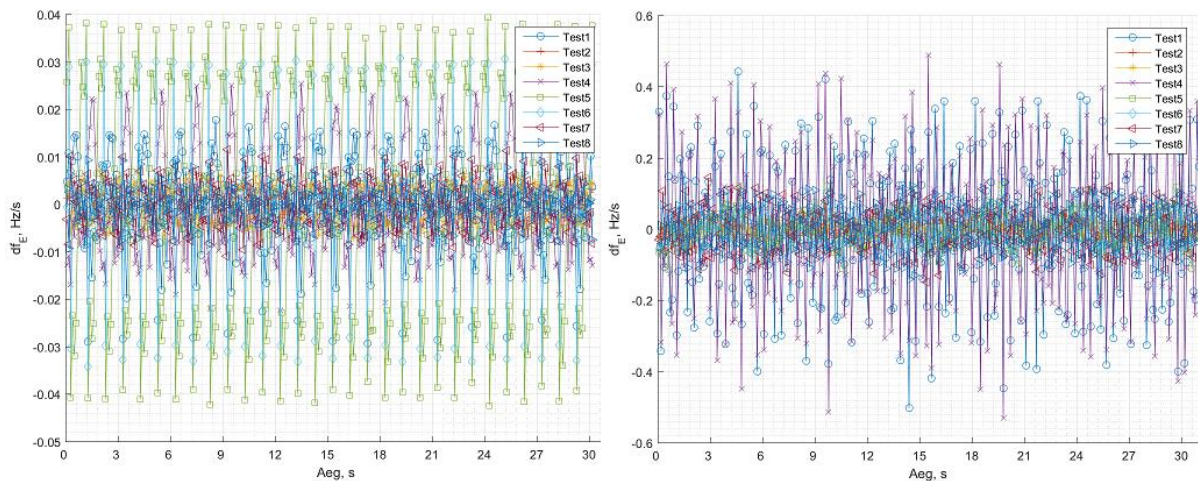 0.04
0.03
0.02
0.01
0
-0.01
-0.02
-0.03
-0.04
-0.05
df_E, Hz/s
0 3 6 9 12 15 18 21 24 27 30
Aeg, s
Test1
Test2
Test3
Test4
Test5
Test6
Test7
Test8
0.6
0.4
0.2
0
-0.2
-0.4
-0.6
df_E, Hz/s
0 3 6 9 12 15 18 21 24 27 30
Aeg, s
Test1
Test2
Test3
Test4
Test5
Test6
Test7
Test8